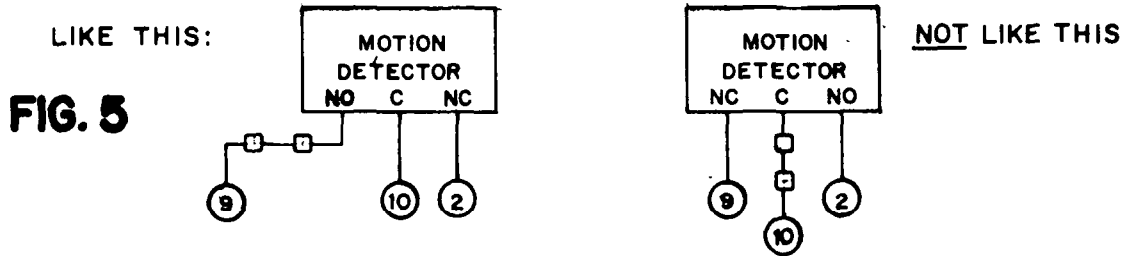 LIKE THIS:
FIG. 5
MOTION
DETECTOR
NO C NC
9 10 2
NOT LIKE THIS
MOTION
DETECTOR
NC C NO
9 10 2